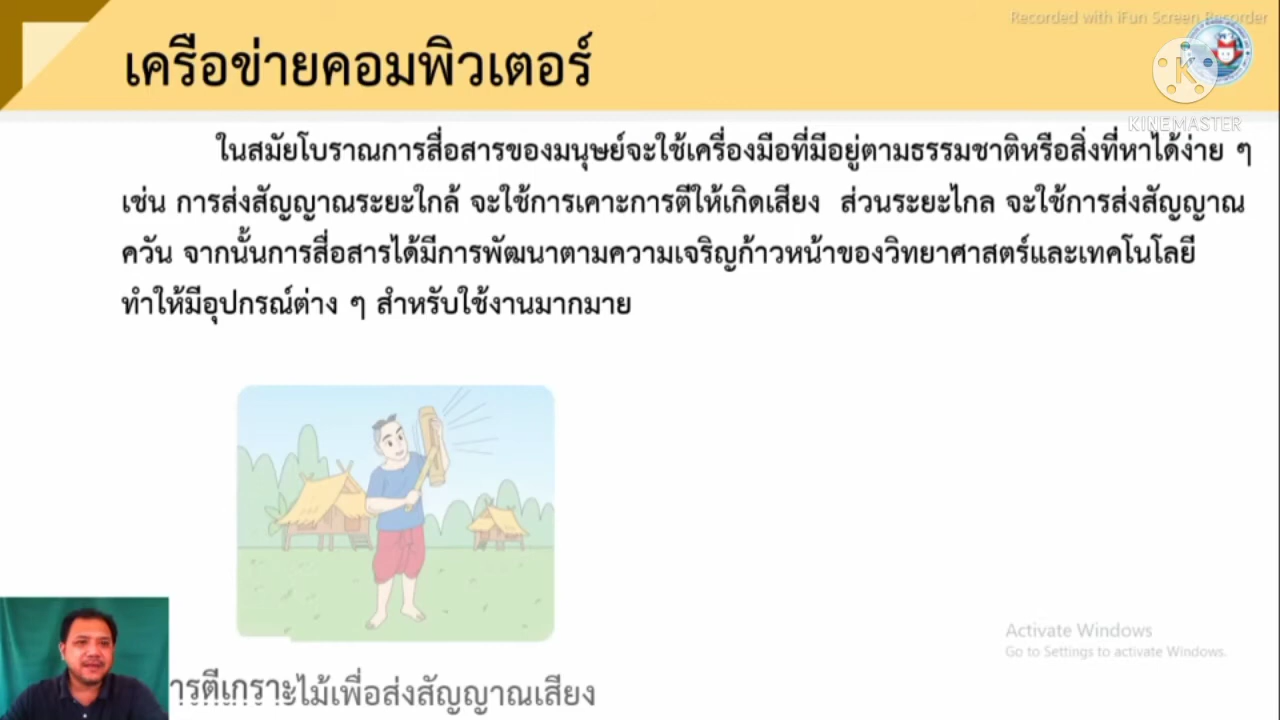 Recorded with iFun Screen Recorder
เครือข่ายคอมพิวเตอร์
K
KINEMASTER
ในสมัยโบราณการสื่อสารของมนุษย์จะใช้เครื่องมือที่มีอยู่ตามธรรมชาติหรือสิ่งที่หาได้ง่าย ๆ
เช่น การส่งสัญญาณระยะใกล้ จะใช้การเคาะการตีให้เกิดเสียง ส่วนระยะไกล จะใช้การส่งสัญญาณ
ควัน จากนั้นการสื่อสารได้มีการพัฒนาตามความเจริญก้าวหน้าของวิทยาศาสตร์และเทคโนโลยี
ทำให้มีอุปกรณ์ต่าง ๆ สำหรับใช้งานมากมาย
Activate Windows
Go to Settings to activate Windows.
ารตีเกราะไม้เพื่อส่งสัญญาณเสียง